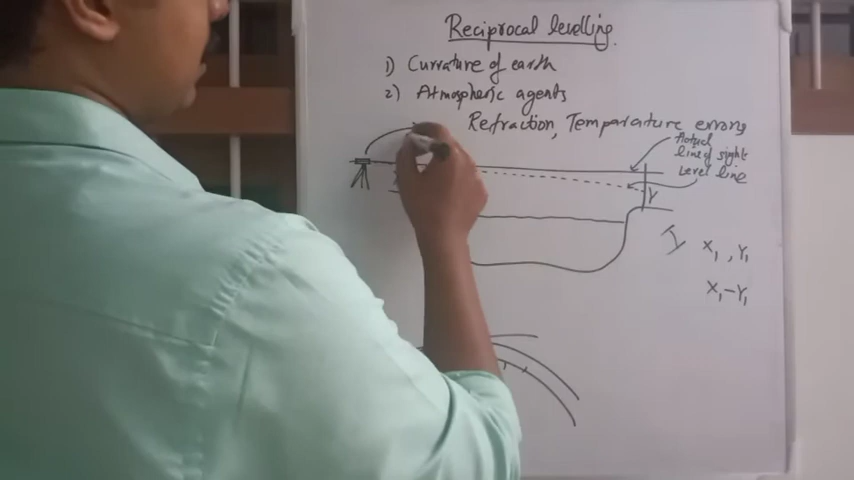 Reciprocal levelling.
1) Curvature of earth
2) Atmospheric agents
Refraction, Temparaiture errors
Actual
line of sight
Level line
Y
I
X₁, Y₁
X₁-Y₁